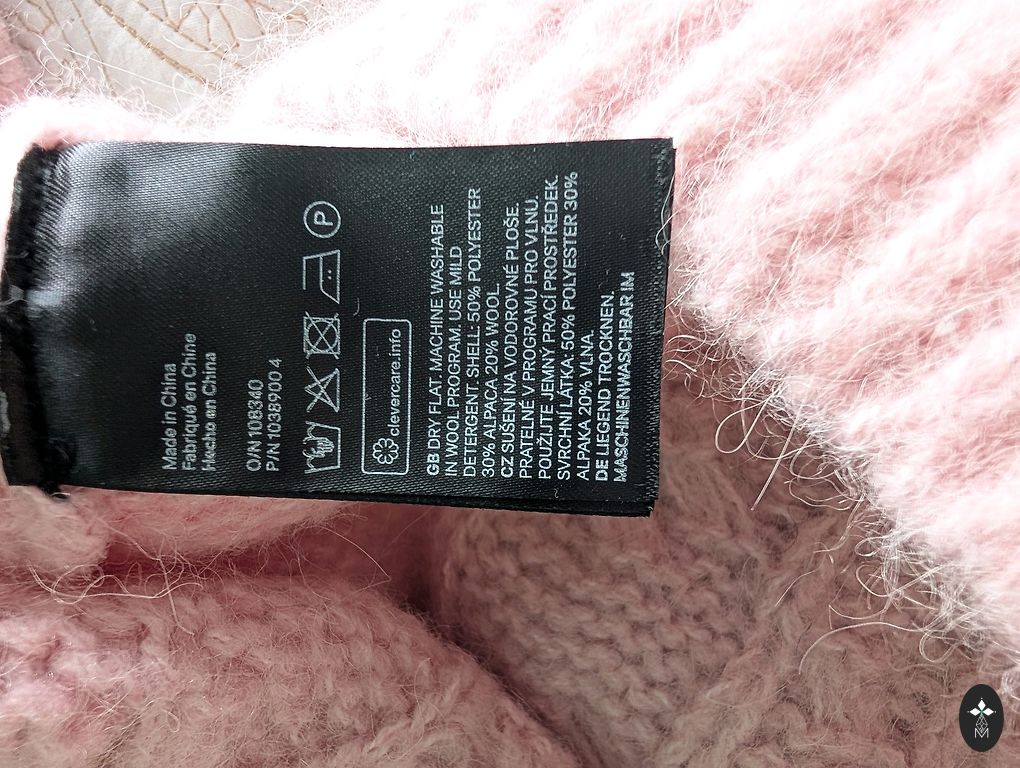 Made in China
Fabriqué en Chine
Hecho en China
O/N 108340
P/N 1038900 4
P
clevercare.info
GB DRY FLAT MACHINE WASHABLE
IN WOOL PROGRAM. USE MILD
DETERGENT. SHELL: 50% POLYESTER
30% ALPACA 20% WOOL.
CZ SUŠENÍ NA VODOROVNÉ PLOŠE.
PRATELNÉ V PROGRAMU PRO VLNU.
POUŽIJTE JEMNÝ PRACÍ PROSTŘEDEK.
SVRCHNÍ LÁTKA: 50% POLYESTER 30%
ALPAKA 20% VLNA.
DE LIEGEND TROCKNEN.
MASCHINENWASCHBAR IM
M